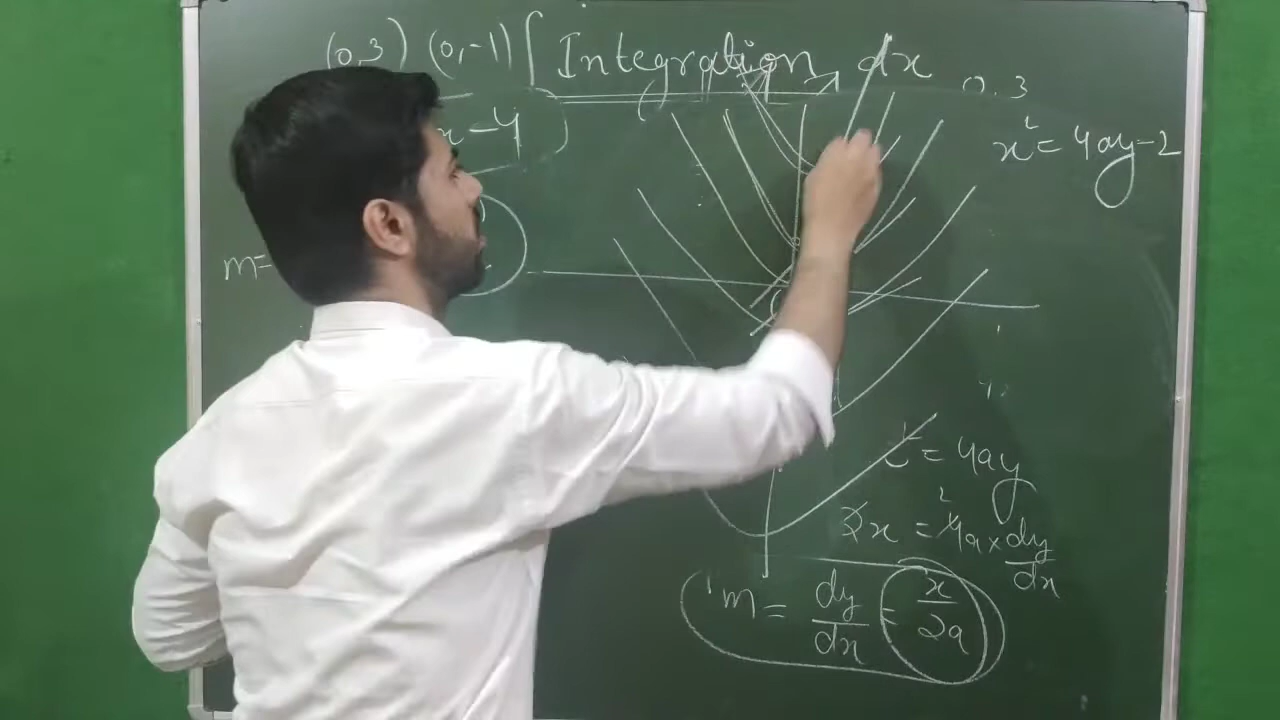 (0,3) (0,-1) ∫ Integration dx
0.3
x-4
x² = 4ay-2
m=
x² = 4ay
2x = 4a × dy/dx
m = dy/dx = x/2a